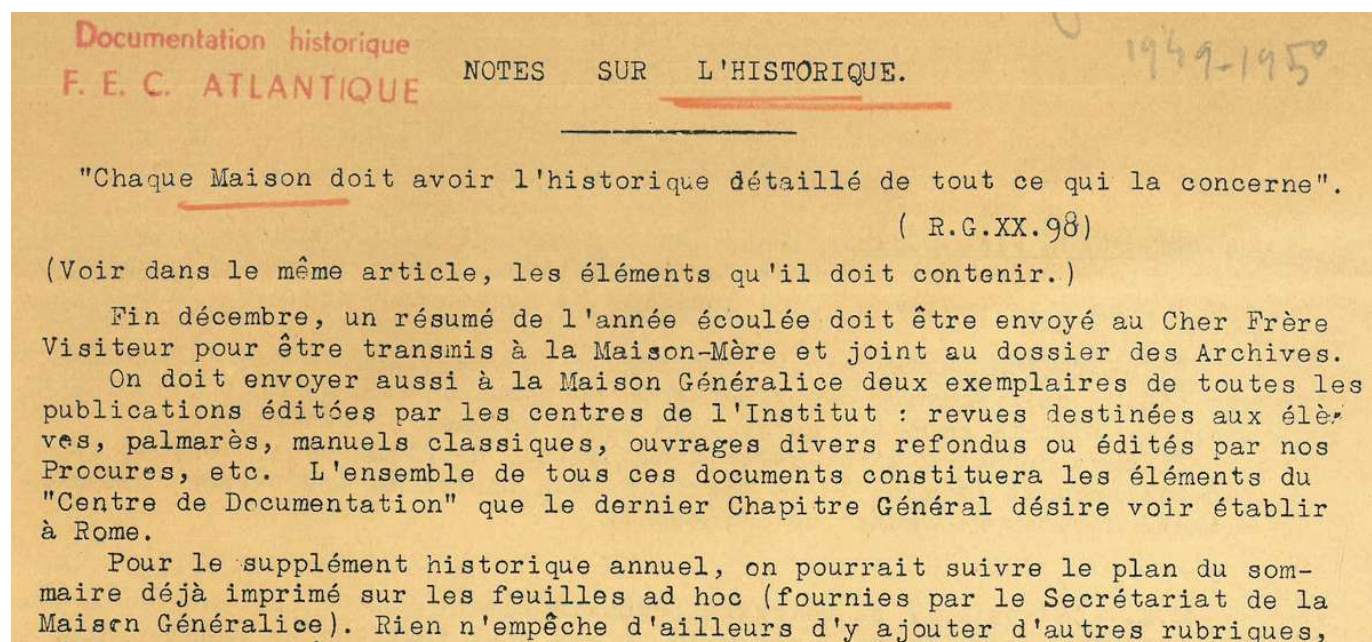 Documentation historique
F. E. C. ATLANTIQUE
NOTES SUR L'HISTORIQUE.
1949-1950
"Chaque Maison doit avoir l'historique détaillé de tout ce qui la concerne".
( R.G.XX.98)
(Voir dans le même article, les éléments qu'il doit contenir.)
Fin décembre, un résumé de l'année écoulée doit être envoyé au Cher Frère
Visiteur pour être transmis à la Maison-Mère et joint au dossier des Archives.
On doit envoyer aussi à la Maison Généralice deux exemplaires de toutes les
publications éditées par les centres de l'Institut : revues destinées aux élè-
ves, palmarès, manuels classiques, ouvrages divers refondus ou édités par nos
Procures, etc. L'ensemble de tous ces documents constituera les éléments du
"Centre de Documentation" que le dernier Chapitre Général désire voir établir
à Rome.
Pour le supplément historique annuel, on pourrait suivre le plan du som-
maire déjà imprimé sur les feuilles ad hoc (fournies par le Secrétariat de la
Maison Généralice). Rien n'empêche d'ailleurs d'y ajouter d'autres rubriques,